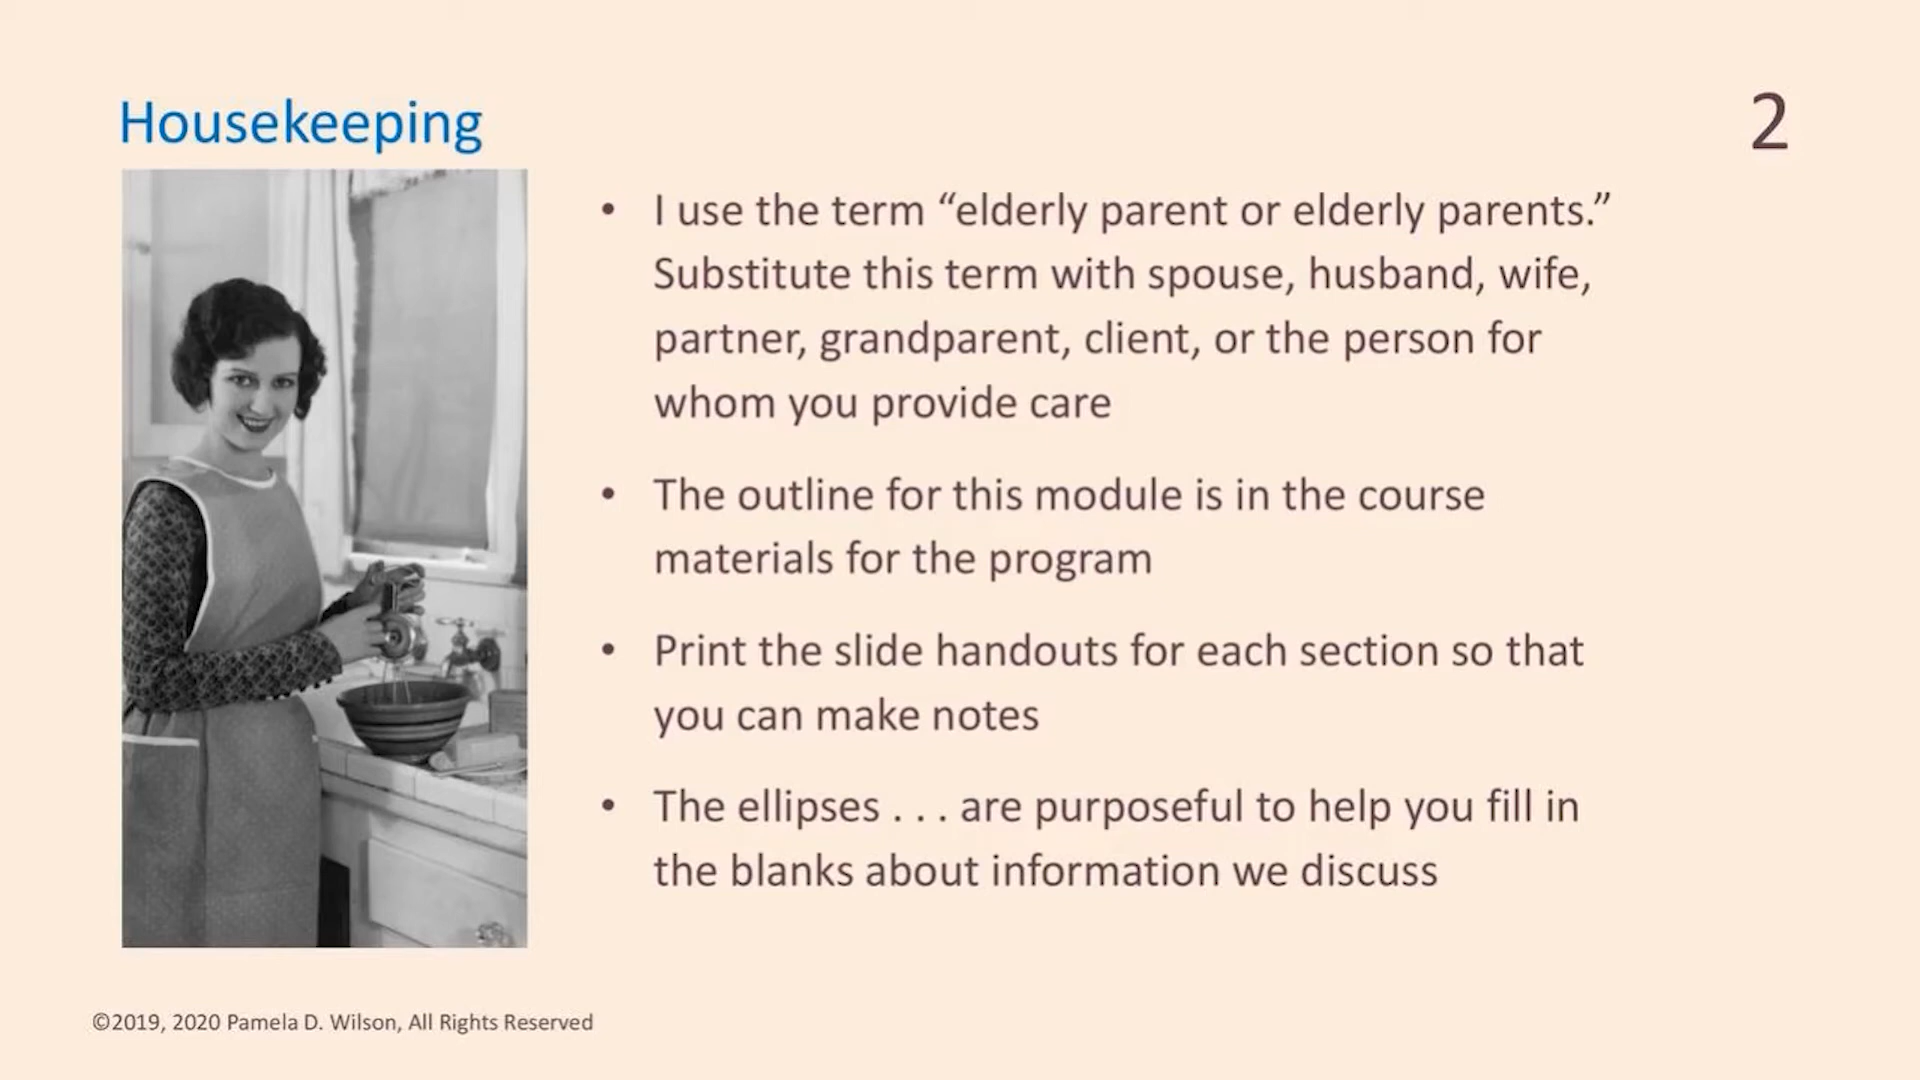 Housekeeping
2
• I use the term “elderly parent or elderly parents.”
Substitute this term with spouse, husband, wife,
partner, grandparent, client, or the person for
whom you provide care
• The outline for this module is in the course
materials for the program
• Print the slide handouts for each section so that
you can make notes
• The ellipses . . . are purposeful to help you fill in
the blanks about information we discuss
©2019, 2020 Pamela D. Wilson, All Rights Reserved